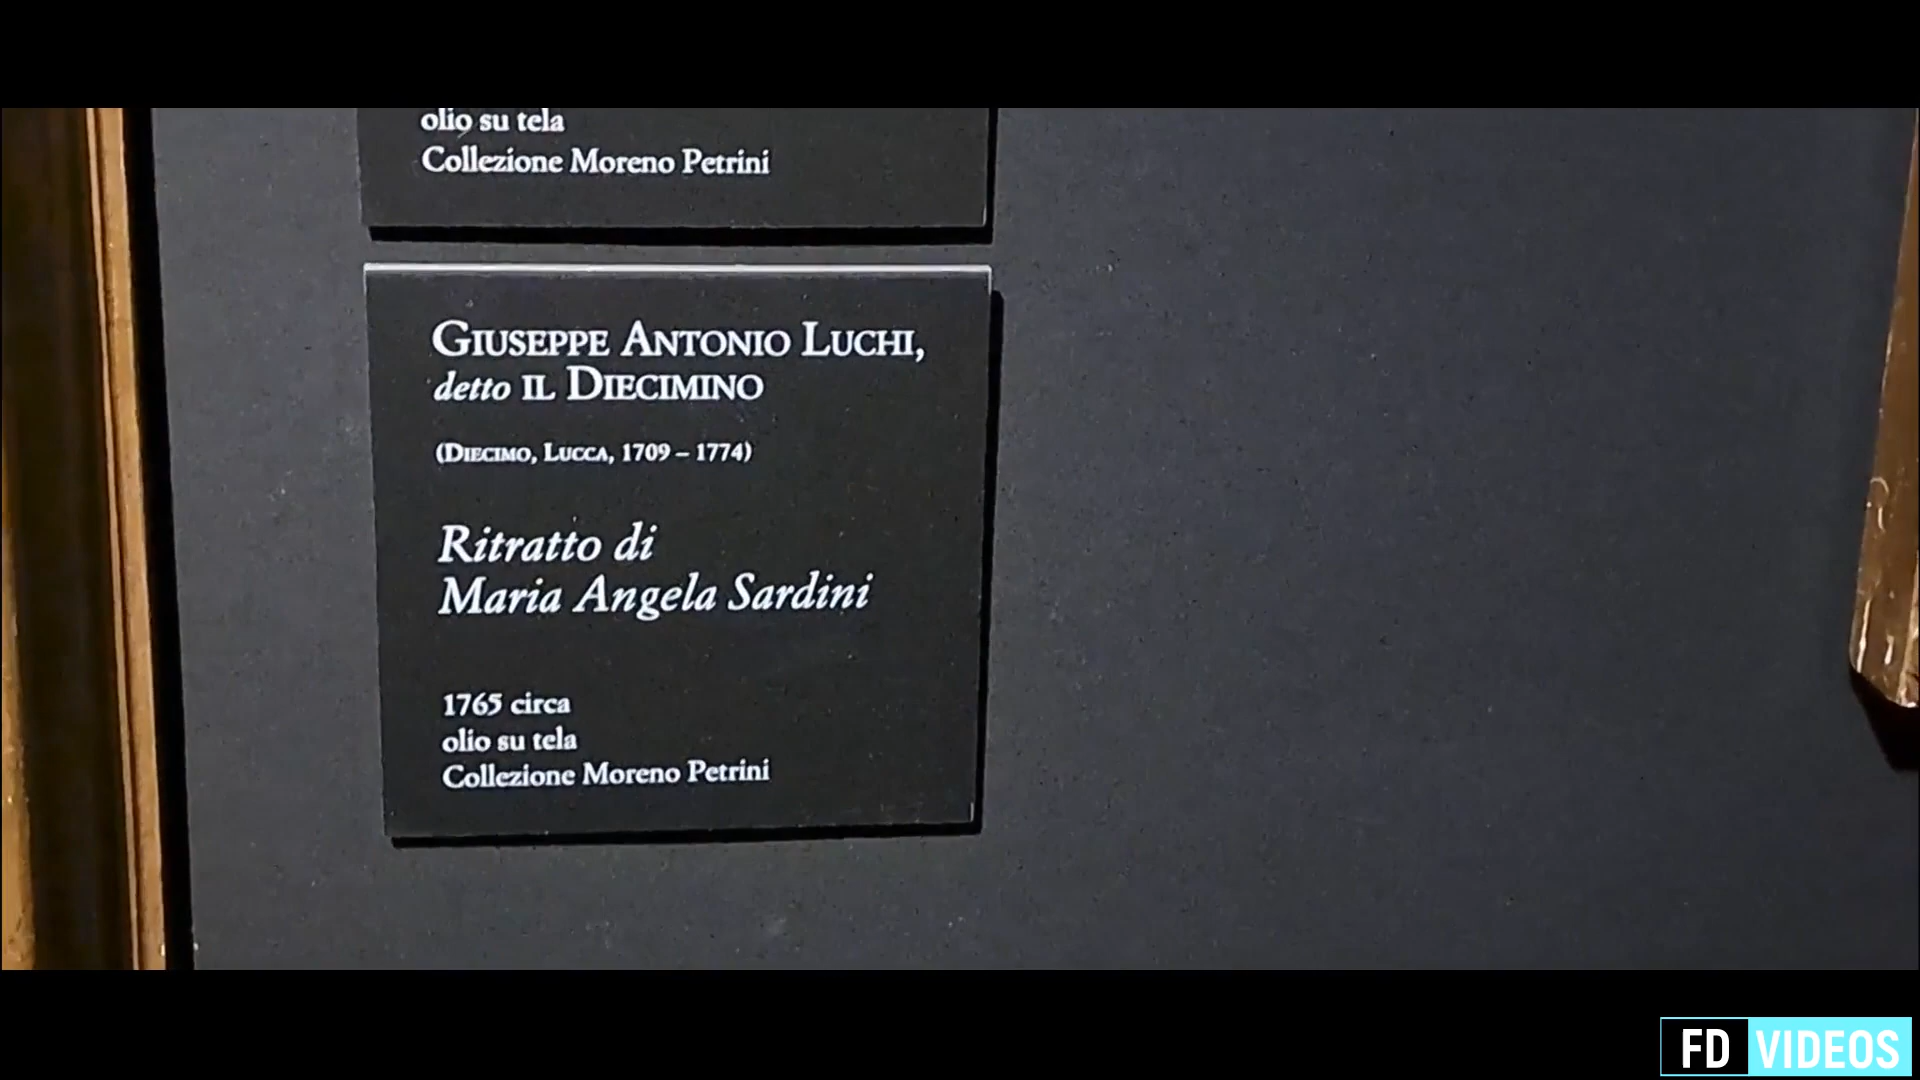 olio su tela
Collezione Moreno Petrini
GIUSEPPE ANTONIO LUCHI,
detto IL DIECIMINO
(DIECIMO, LUCCA, 1709 – 1774)
Ritratto di
Maria Angela Sardini
1765 circa
olio su tela
Collezione Moreno Petrini
FD VIDEOS